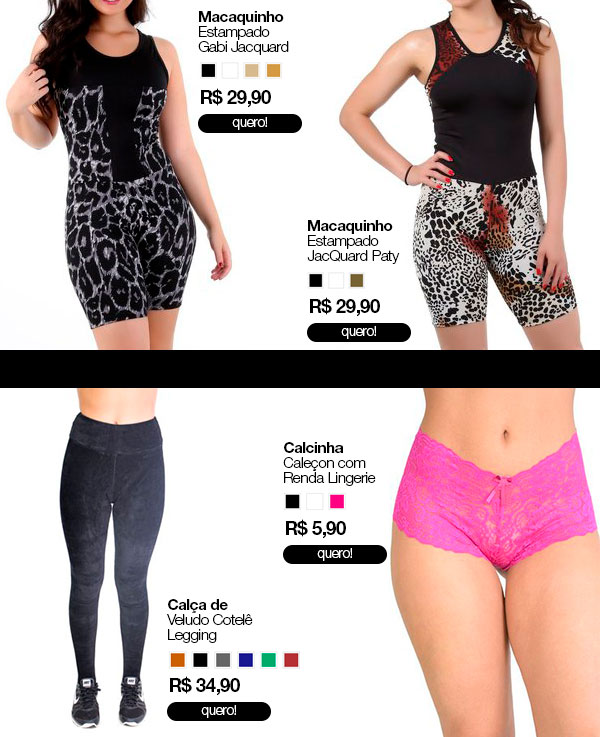 Macaquinho
Estampado
Gabi Jacquard
R$ 29,90
quero!
Macaquinho
Estampado
JacQuard Paty
R$ 29,90
quero!
Calcinha
Caleçon com
Renda Lingerie
R$ 5,90
quero!
Calça de
Veludo Cotelê
Legging
R$ 34,90
quero!